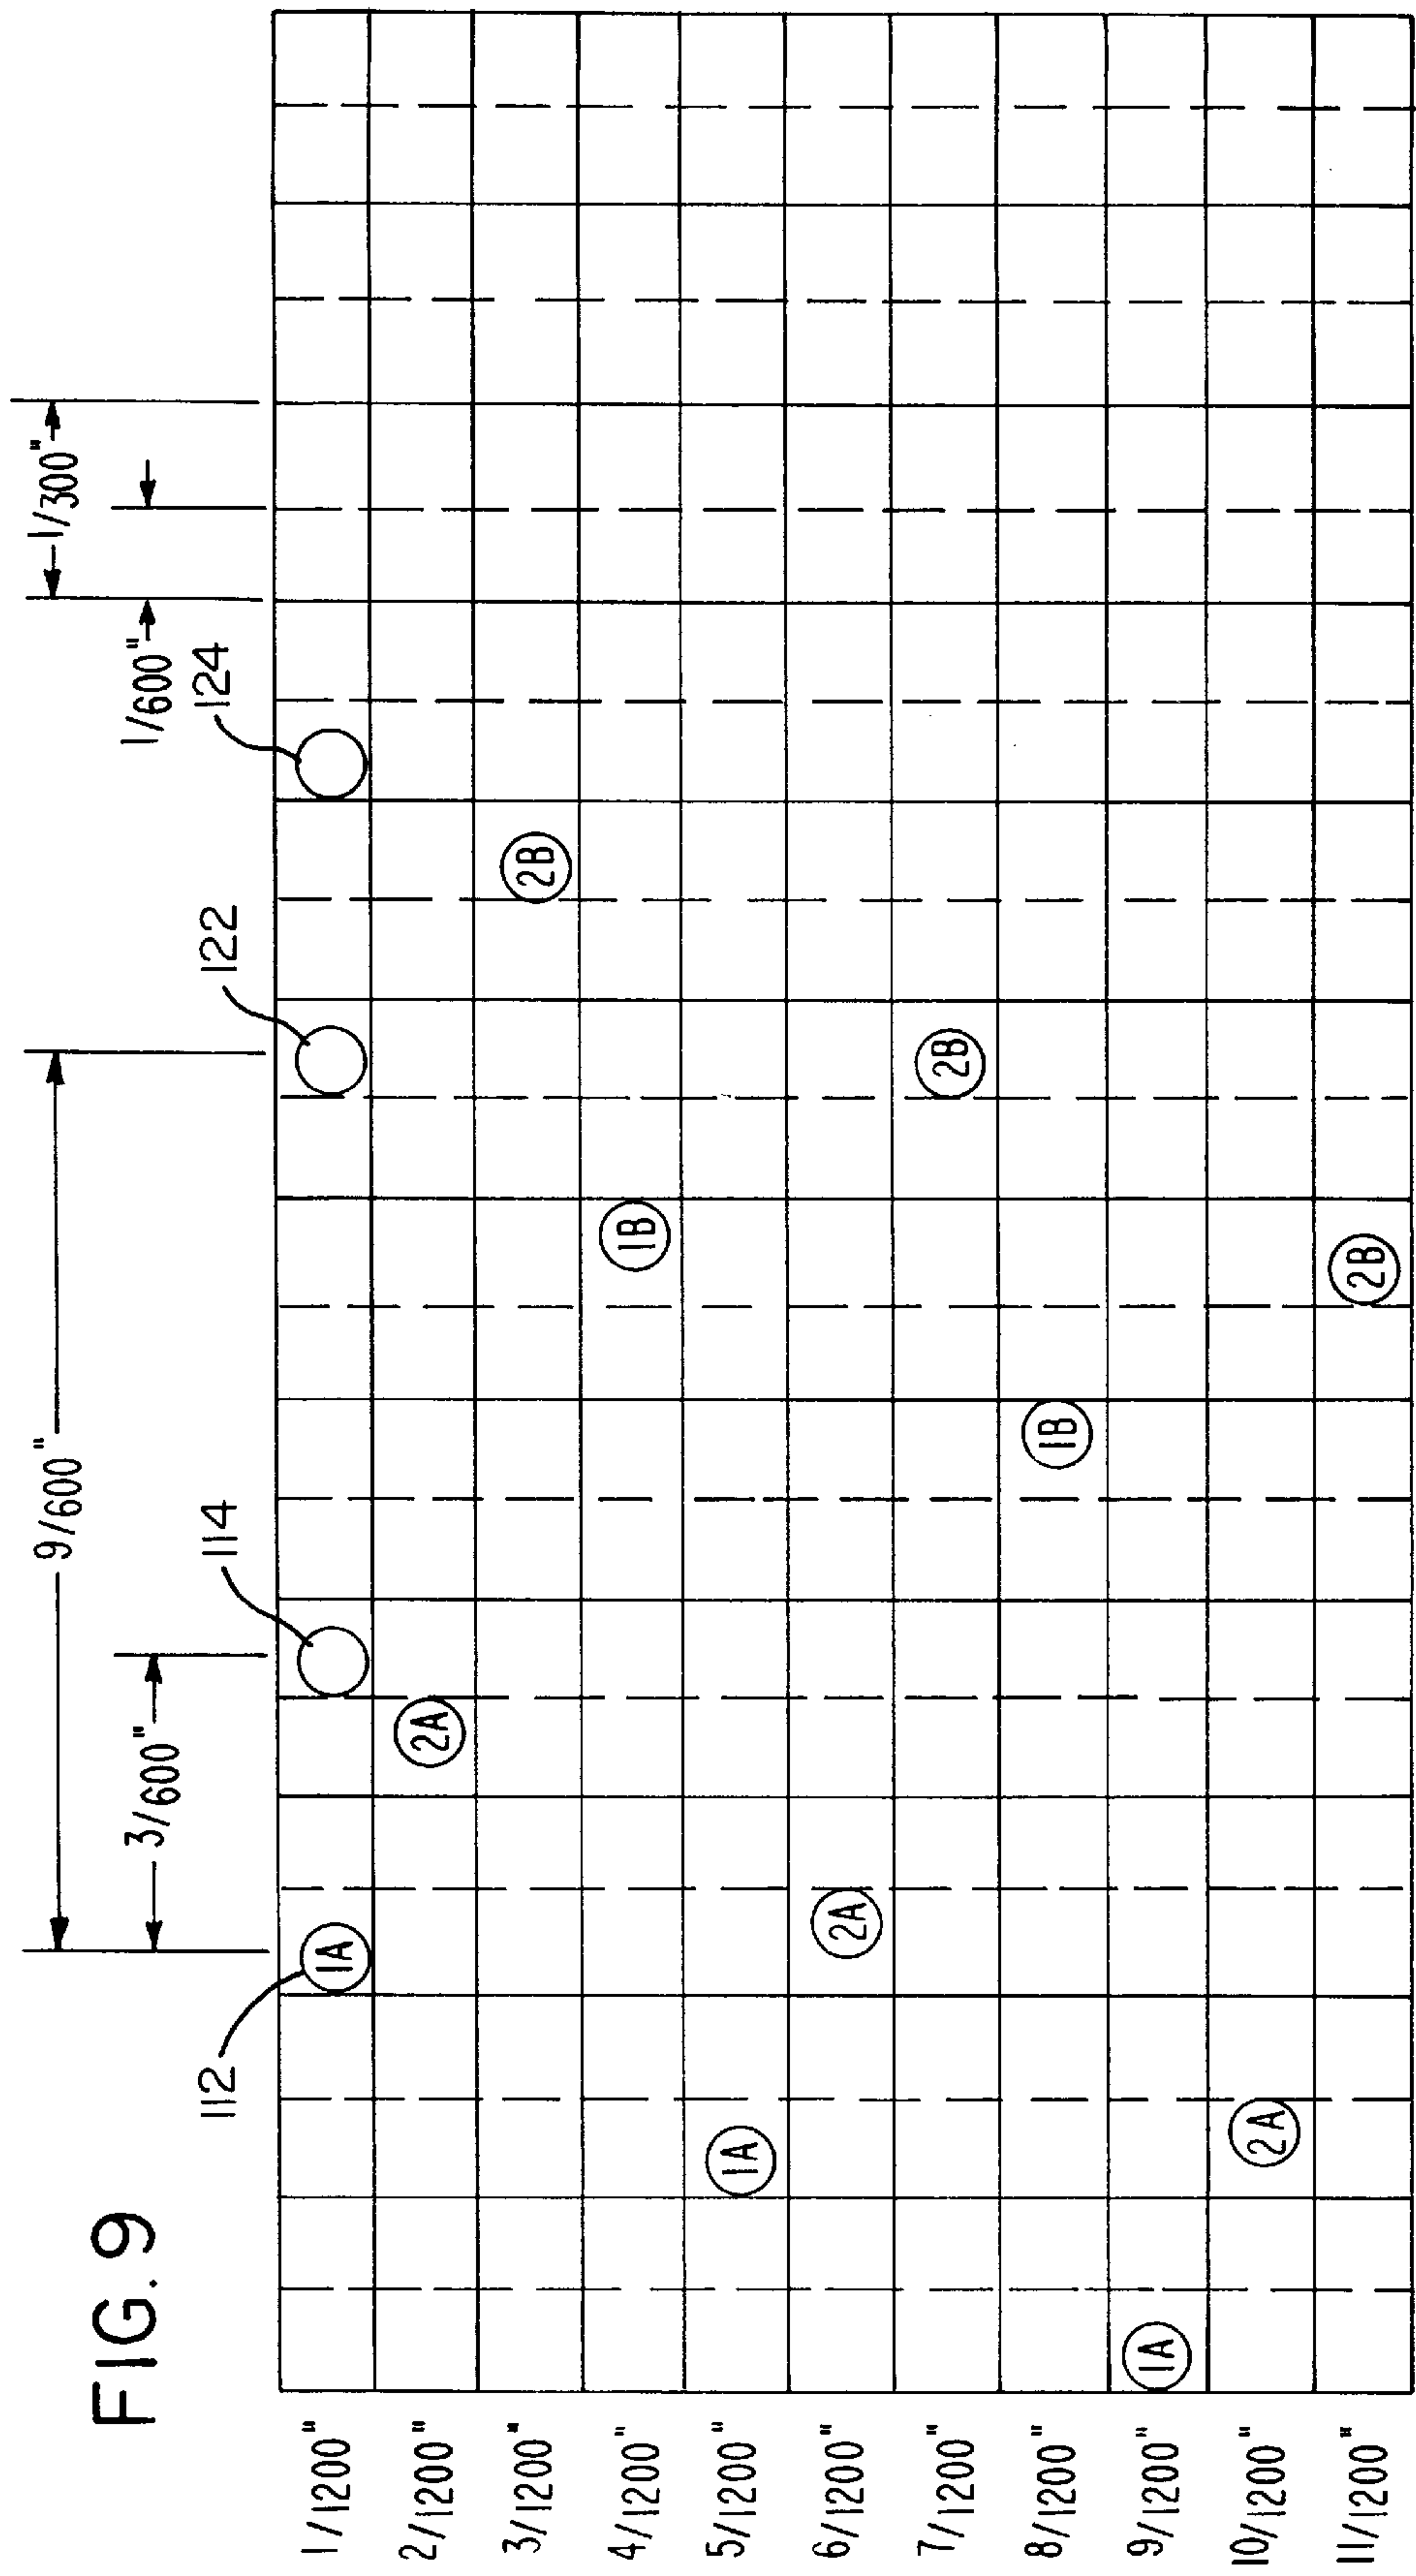 FIG. 9
9/600"
1/300"
3/600"
1/600"
112
114
122
124
1/1200" 1A
2/1200" 2A
3/1200" 2B
4/1200" 1B
5/1200" 1A
6/1200" 2A
7/1200" 2B
8/1200" 1B
9/1200" 1A
10/1200" 2A
11/1200" 2B